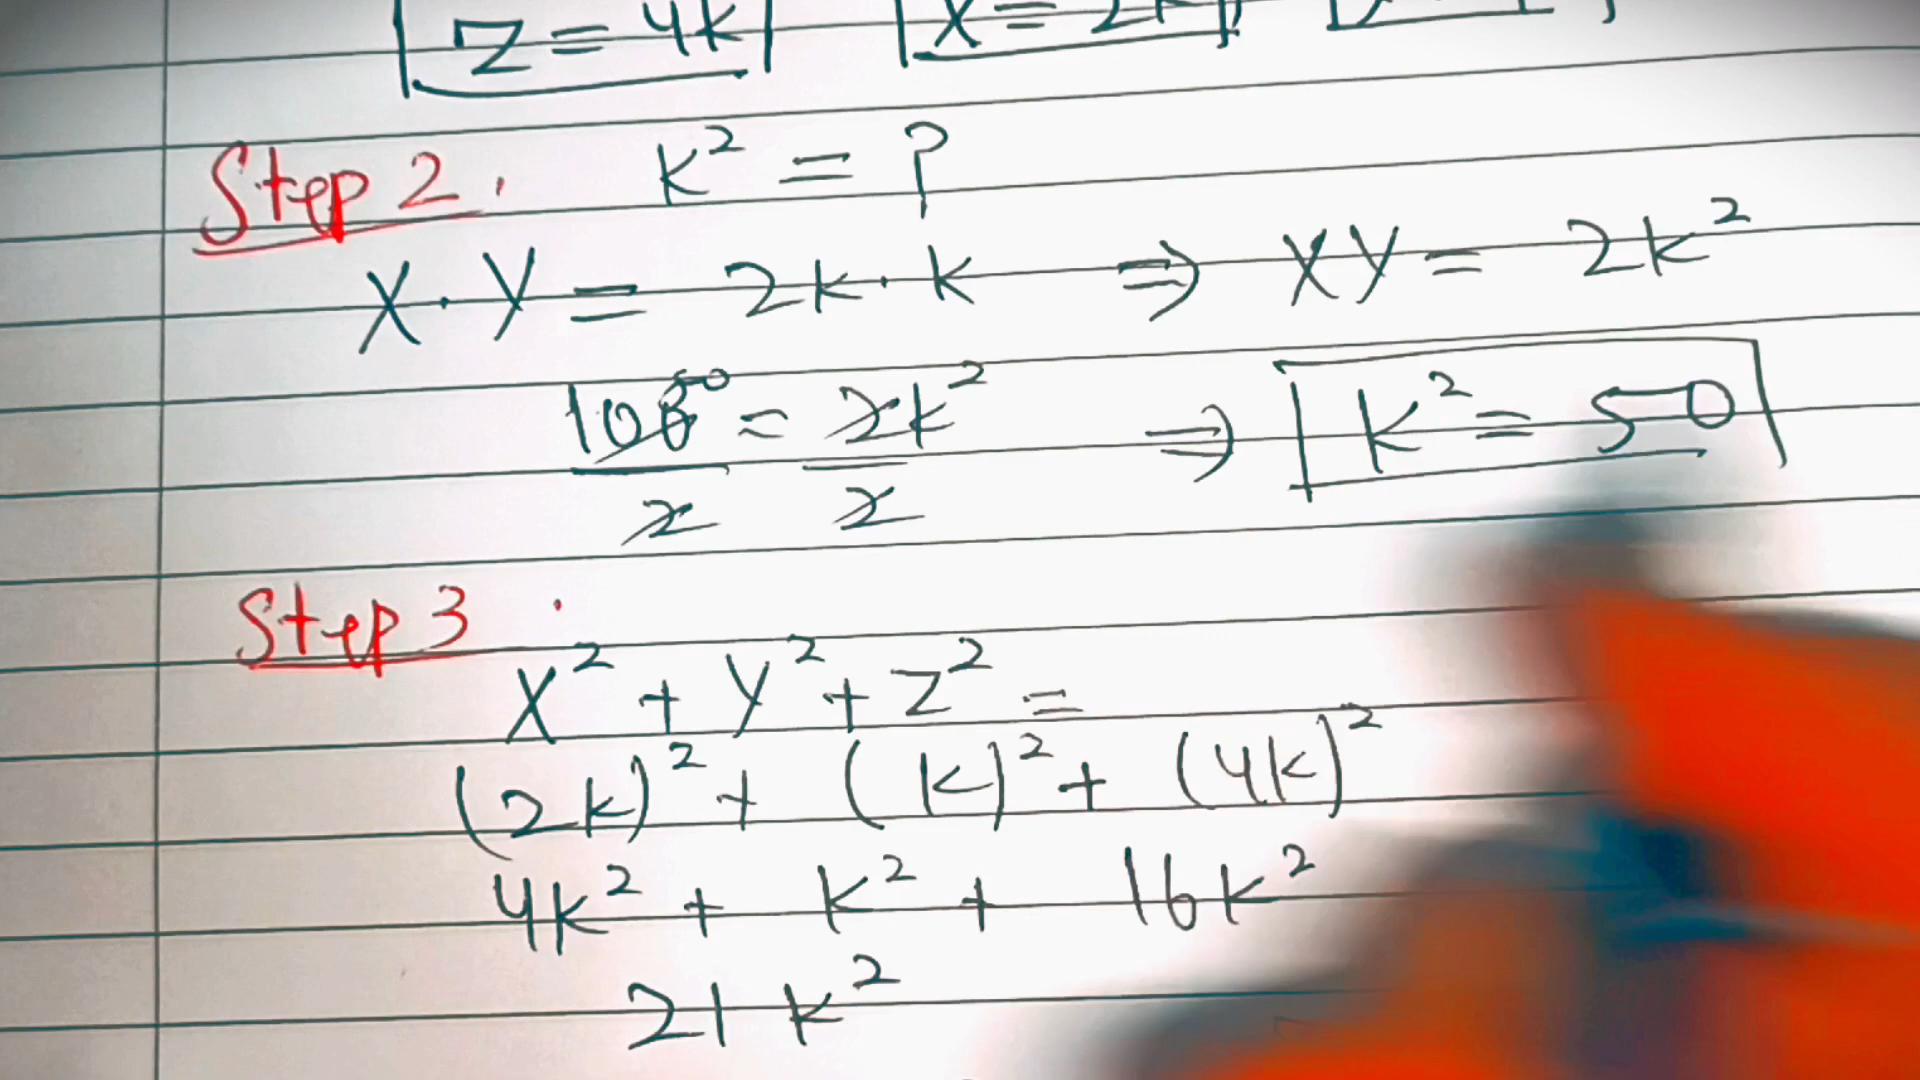 Z = 4k X = 2k
Step 2. k² = ?
X · Y = 2k · k ⇒ XY = 2k²
100 50 = 2k² ⇒ k² = 50
2 2
Step 3 .
X² + Y² + Z² =
(2k)² + (k)² + (4k)²
4k² + k² + 16k²
21k²